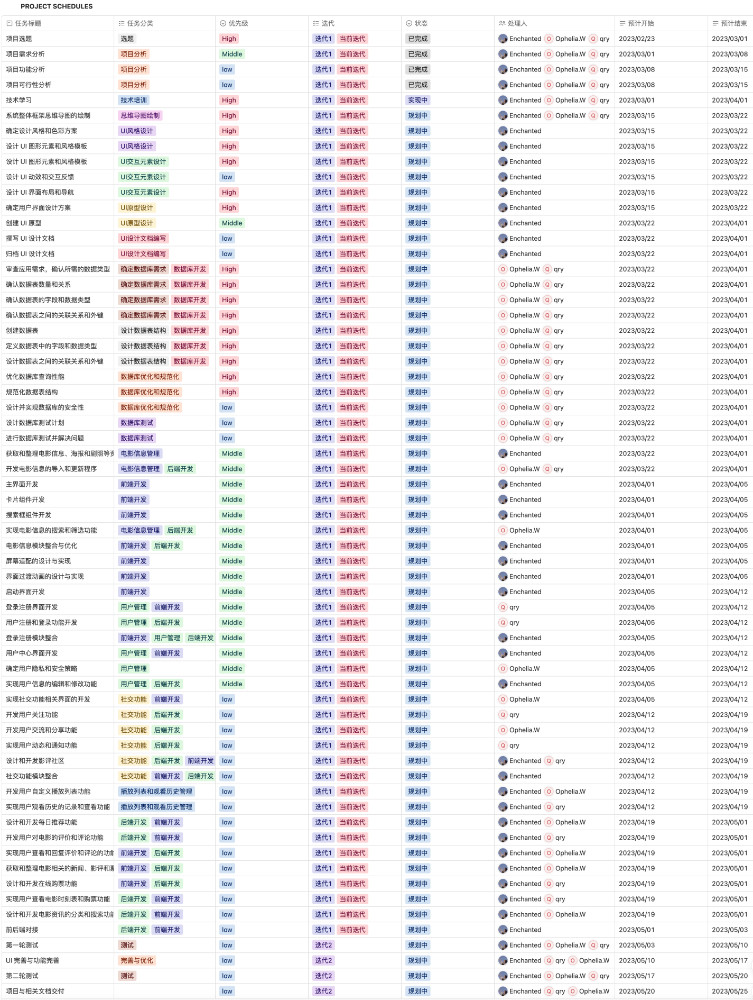 PROJECT SCHEDULES
任务标题 任务分类 优先级 迭代 状态 处理人 预计开始 预计结束
项目选题 选题 High 迭代1 当前迭代 已完成 Enchanted O Ophelia.W Q qry 2023/02/23 2023/03/01
项目需求分析 项目分析 Middle 迭代1 当前迭代 已完成 Enchanted O Ophelia.W Q qry 2023/03/01 2023/03/08
项目功能分析 项目分析 low 迭代1 当前迭代 已完成 Enchanted O Ophelia.W Q qry 2023/03/08 2023/03/15
项目可行性分析 项目分析 low 迭代1 当前迭代 已完成 Enchanted O Ophelia.W Q qry 2023/03/08 2023/03/15
技术学习 技术培训 High 迭代1 当前迭代 实现中 Enchanted O Ophelia.W Q qry 2023/03/01 2023/04/01
系统整体框架思维导图的绘制 思维导图绘制 High 迭代1 当前迭代 规划中 Enchanted O Ophelia.W Q qry 2023/03/15 2023/03/22
确定设计风格和色彩方案 UI风格设计 High 迭代1 当前迭代 规划中 Enchanted 2023/03/15 2023/03/22
设计 UI 图形元素和风格模板 UI风格设计 High 迭代1 当前迭代 规划中 Enchanted 2023/03/15 2023/03/22
设计 UI 图形元素和风格模板 UI交互元素设计 High 迭代1 当前迭代 规划中 Enchanted 2023/03/15 2023/03/22
设计 UI 动效和交互反馈 UI交互元素设计 low 迭代1 当前迭代 规划中 Enchanted 2023/03/15 2023/03/22
设计 UI 界面布局和导航 UI交互元素设计 High 迭代1 当前迭代 规划中 Enchanted 2023/03/15 2023/03/22
确定用户界面设计方案 UI原型设计 High 迭代1 当前迭代 规划中 Enchanted 2023/03/15 2023/03/22
创建 UI 原型 UI原型设计 Middle 迭代1 当前迭代 规划中 Enchanted 2023/03/22 2023/04/01
撰写 UI 设计文档 UI设计文档编写 low 迭代1 当前迭代 规划中 Enchanted 2023/03/22 2023/04/01
归档 UI 设计文档 UI设计文档编写 low 迭代1 当前迭代 规划中 Enchanted 2023/03/22 2023/04/01
审查应用需求，确认所需的数据类型 确定数据库需求 数据库开发 High 迭代1 当前迭代 规划中 O Ophelia.W Q qry 2023/03/22 2023/04/01
确认数据表数量和关系 确定数据库需求 数据库开发 High 迭代1 当前迭代 规划中 O Ophelia.W Q qry 2023/03/22 2023/04/01
确认数据表的字段和数据类型 确定数据库需求 数据库开发 High 迭代1 当前迭代 规划中 O Ophelia.W Q qry 2023/03/22 2023/04/01
确认数据表之间的关联关系和外键 确定数据库需求 数据库开发 High 迭代1 当前迭代 规划中 O Ophelia.W Q qry 2023/03/22 2023/04/01
创建数据表 设计数据表结构 数据库开发 High 迭代1 当前迭代 规划中 O Ophelia.W Q qry 2023/03/22 2023/04/01
定义数据表中的字段和数据类型 设计数据表结构 数据库开发 High 迭代1 当前迭代 规划中 O Ophelia.W Q qry 2023/03/22 2023/04/01
设计数据表之间的关联关系和外键 设计数据表结构 数据库开发 High 迭代1 当前迭代 规划中 O Ophelia.W Q qry 2023/03/22 2023/04/01
优化数据库查询性能 数据库优化和规范化 High 迭代1 当前迭代 规划中 O Ophelia.W Q qry 2023/03/22 2023/04/01
规范化数据表结构 数据库优化和规范化 High 迭代1 当前迭代 规划中 O Ophelia.W Q qry 2023/03/22 2023/04/01
设计并实现数据库的安全性 数据库优化和规范化 low 迭代1 当前迭代 规划中 O Ophelia.W Q qry 2023/03/22 2023/04/01
设计数据库测试计划 数据库测试 low 迭代1 当前迭代 规划中 O Ophelia.W Q qry 2023/03/22 2023/04/01
进行数据库测试并解决问题 数据库测试 low 迭代1 当前迭代 规划中 O Ophelia.W Q qry 2023/03/22 2023/04/01
获取和整理电影信息、海报和剧照等 电影信息管理 Middle 迭代1 当前迭代 规划中 Enchanted 2023/03/22 2023/04/01
开发电影信息的导入和更新程序 电影信息管理 后端开发 Middle 迭代1 当前迭代 规划中 O Ophelia.W Q qry 2023/03/22 2023/04/01
主界面开发 前端开发 Middle 迭代1 当前迭代 规划中 Enchanted 2023/04/01 2023/04/05
卡片组件开发 前端开发 Middle 迭代1 当前迭代 规划中 Enchanted 2023/04/01 2023/04/05
搜索框组件开发 前端开发 Middle 迭代1 当前迭代 规划中 Enchanted 2023/04/01 2023/04/05
实现电影信息的搜索和筛选功能 电影信息管理 后端开发 Middle 迭代1 当前迭代 规划中 O Ophelia.W 2023/04/01 2023/04/05
电影信息模块整合与优化 前端开发 后端开发 Middle 迭代1 当前迭代 规划中 Enchanted 2023/04/01 2023/04/05
屏幕适配的设计与实现 前端开发 Middle 迭代1 当前迭代 规划中 Enchanted 2023/04/01 2023/04/05
界面过渡动画的设计与实现 前端开发 Middle 迭代1 当前迭代 规划中 Enchanted 2023/04/01 2023/04/05
启动界面开发 前端开发 Middle 迭代1 当前迭代 规划中 Enchanted 2023/04/05 2023/04/12
登录注册界面开发 用户管理 前端开发 Middle 迭代1 当前迭代 规划中 Q qry 2023/04/05 2023/04/12
用户注册和登录功能开发 用户管理 后端开发 Middle 迭代1 当前迭代 规划中 Q qry 2023/04/05 2023/04/12
登录注册模块整合 前端开发 用户管理 后端开发 Middle 迭代1 当前迭代 规划中 Enchanted 2023/04/05 2023/04/12
用户中心界面开发 用户管理 前端开发 Middle 迭代1 当前迭代 规划中 Enchanted 2023/04/05 2023/04/12
确定用户隐私和安全策略 用户管理 Middle 迭代1 当前迭代 规划中 O Ophelia.W 2023/04/05 2023/04/12
实现用户信息的编辑和修改功能 用户管理 后端开发 Middle 迭代1 当前迭代 规划中 Enchanted 2023/04/05 2023/04/12
实现社交功能相关界面的开发 社交功能 前端开发 low 迭代1 当前迭代 规划中 O Ophelia.W 2023/04/05 2023/04/12
开发用户关注功能 社交功能 后端开发 low 迭代1 当前迭代 规划中 Q qry 2023/04/12 2023/04/19
开发用户交流和分享功能 社交功能 后端开发 low 迭代1 当前迭代 规划中 O Ophelia.W 2023/04/12 2023/04/19
实现用户动态和通知功能 社交功能 后端开发 low 迭代1 当前迭代 规划中 Q qry 2023/04/12 2023/04/19
设计和开发影评社区 社交功能 后端开发 前端开发 low 迭代1 当前迭代 规划中 Enchanted Q qry 2023/04/12 2023/04/19
社交功能模块整合 社交功能 前端开发 后端开发 low 迭代1 当前迭代 规划中 Enchanted 2023/04/12 2023/04/19
开发用户自定义播放列表功能 播放列表和观看历史管理 low 迭代1 当前迭代 规划中 Enchanted O Ophelia.W 2023/04/12 2023/04/19
实现用户观看历史的记录和查看功能 播放列表和观看历史管理 low 迭代1 当前迭代 规划中 Enchanted Q qry 2023/04/12 2023/04/19
设计和开发每日推荐功能 后端开发 前端开发 low 迭代1 当前迭代 规划中 Enchanted O Ophelia.W 2023/04/19 2023/05/01
开发用户对电影的评价和评论功能 后端开发 前端开发 low 迭代1 当前迭代 规划中 Enchanted Q qry 2023/04/19 2023/05/01
实现用户查看和回复评价和评论的功能 前端开发 后端开发 low 迭代1 当前迭代 规划中 Enchanted O Ophelia.W 2023/04/19 2023/05/01
获取和整理电影相关的新闻、影评和 前端开发 后端开发 low 迭代1 当前迭代 规划中 Enchanted O Ophelia.W 2023/04/19 2023/05/01
设计和开发在线购票功能 前端开发 后端开发 low 迭代1 当前迭代 规划中 Enchanted Q qry 2023/04/19 2023/05/01
实现用户查看电影时刻表和购票功能 后端开发 前端开发 low 迭代1 当前迭代 规划中 Enchanted Q qry 2023/04/19 2023/05/01
设计和开发电影资讯的分类和搜索功能 后端开发 前端开发 low 迭代1 当前迭代 规划中 Enchanted O Ophelia.W 2023/04/19 2023/05/01
前后端对接 后端开发 前端开发 low 迭代1 当前迭代 规划中 Enchanted 2023/05/01 2023/05/03
第一轮测试 测试 low 迭代2 规划中 Enchanted O Ophelia.W Q qry 2023/05/03 2023/05/10
UI 完善与功能完善 完善与优化 low 迭代2 规划中 Enchanted Q qry O Ophelia.W 2023/05/10 2023/05/17
第二轮测试 测试 low 迭代2 规划中 Enchanted O Ophelia.W Q qry 2023/05/17 2023/05/20
项目与相关文档交付 low 迭代2 规划中 Enchanted Q qry O Ophelia.W 2023/05/20 2023/05/25